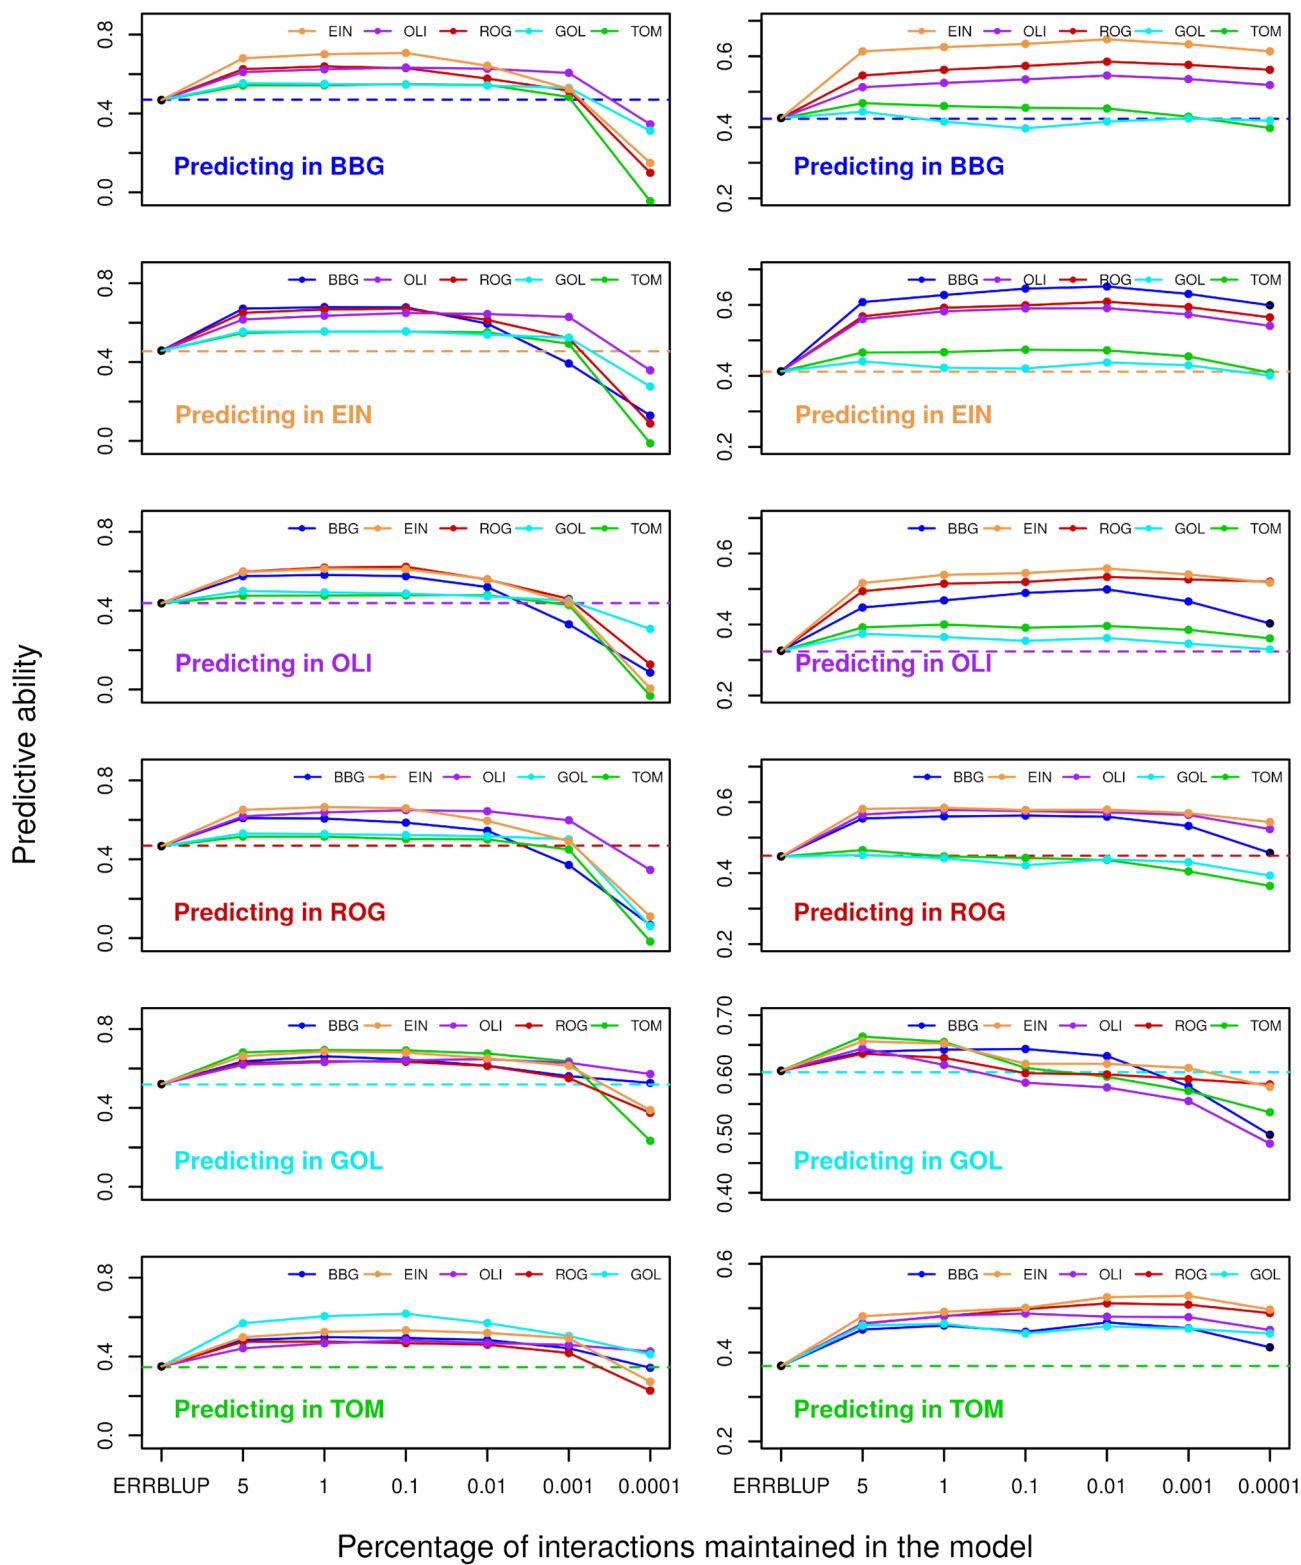 Predictive ability
EIN OLI ROG GOL TOM
0.8
0.4
0.0
Predicting in BBG
EIN OLI ROG GOL TOM
0.6
0.4
0.2
Predicting in BBG
BBG OLI ROG GOL TOM
0.8
0.4
0.0
Predicting in EIN
BBG OLI ROG GOL TOM
0.6
0.4
0.2
Predicting in EIN
BBG EIN ROG GOL TOM
0.8
0.4
0.0
Predicting in OLI
BBG EIN ROG GOL TOM
0.6
0.4
0.2
Predicting in OLI
BBG EIN OLI GOL TOM
0.8
0.4
0.0
Predicting in ROG
BBG EIN OLI GOL TOM
0.6
0.4
0.2
Predicting in ROG
BBG EIN OLI ROG TOM
0.8
0.4
0.0
Predicting in GOL
BBG EIN OLI ROG TOM
0.70
0.60
0.50
0.40
Predicting in GOL
BBG EIN OLI ROG GOL
0.8
0.4
0.0
Predicting in TOM
BBG EIN OLI ROG GOL
0.6
0.4
0.2
Predicting in TOM
ERRBLUP 5 1 0.1 0.01 0.001 0.0001
ERRBLUP 5 1 0.1 0.01 0.001 0.0001
Percentage of interactions maintained in the model